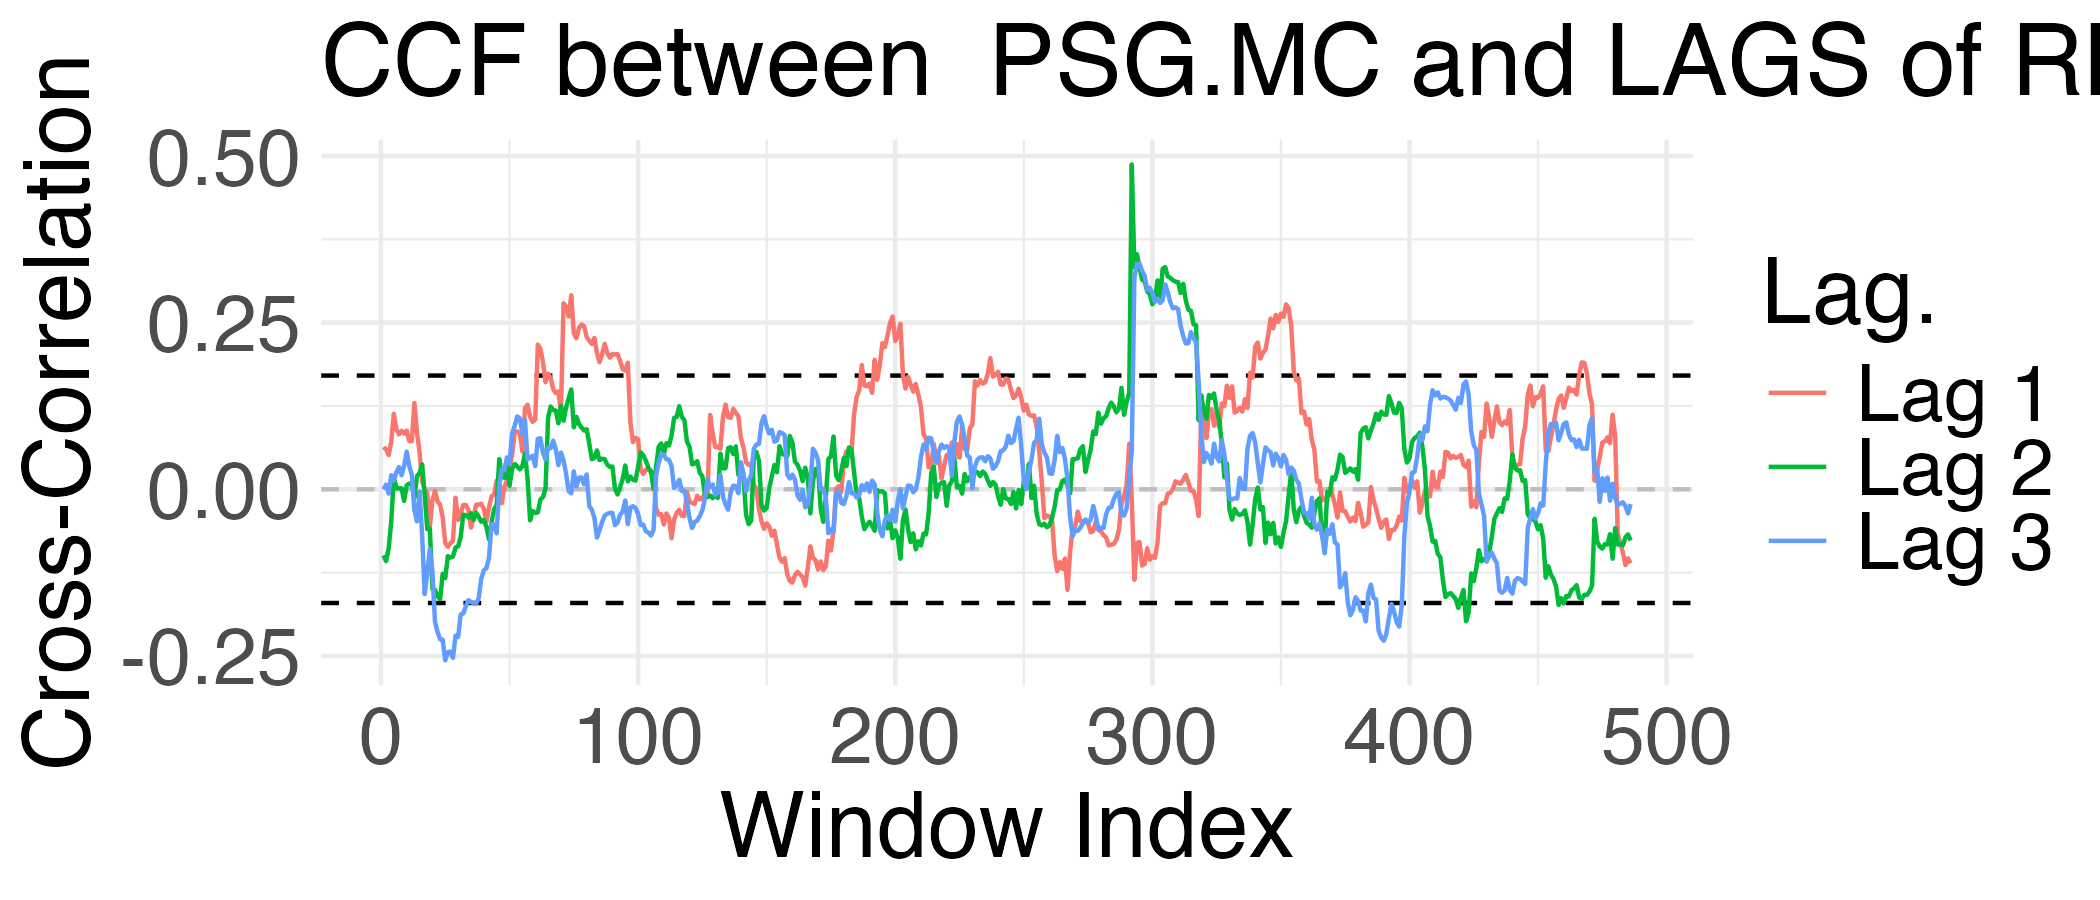 CCF between  PSG.MC and LAGS of
Cross-Correlation
0.50
0.25
0.00
-0.25
0 100 200 300 400 500
Window Index
Lag.
Lag 1
Lag 2
Lag 3